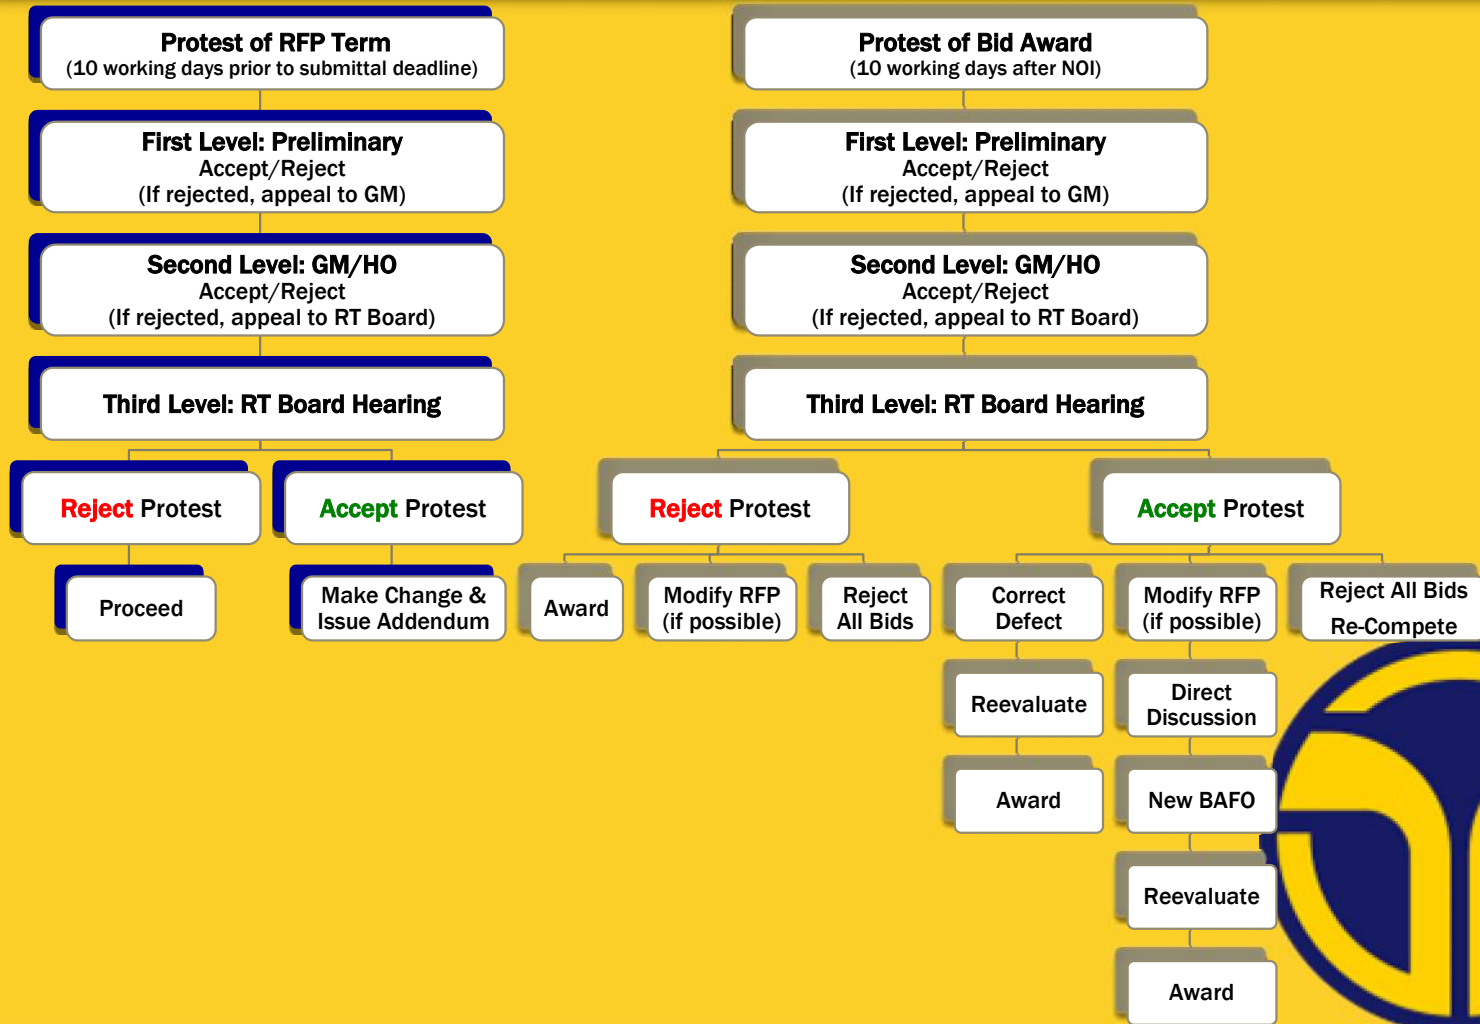 Protest of RFP Term
(10 working days prior to submittal deadline)
First Level: Preliminary
Accept/Reject
(If rejected, appeal to GM)
Second Level: GM/HO
Accept/Reject
(If rejected, appeal to RT Board)
Third Level: RT Board Hearing
Reject Protest
Accept Protest
Proceed
Make Change &
Issue Addendum
Protest of Bid Award
(10 working days after NOI)
First Level: Preliminary
Accept/Reject
(If rejected, appeal to GM)
Second Level: GM/HO
Accept/Reject
(If rejected, appeal to RT Board)
Third Level: RT Board Hearing
Reject Protest
Accept Protest
Award
Modify RFP
(if possible)
Reject
All Bids
Correct
Defect
Reevaluate
Award
Modify RFP
(if possible)
Direct
Discussion
New BAFO
Reevaluate
Award
Reject All Bids
Re-Compete